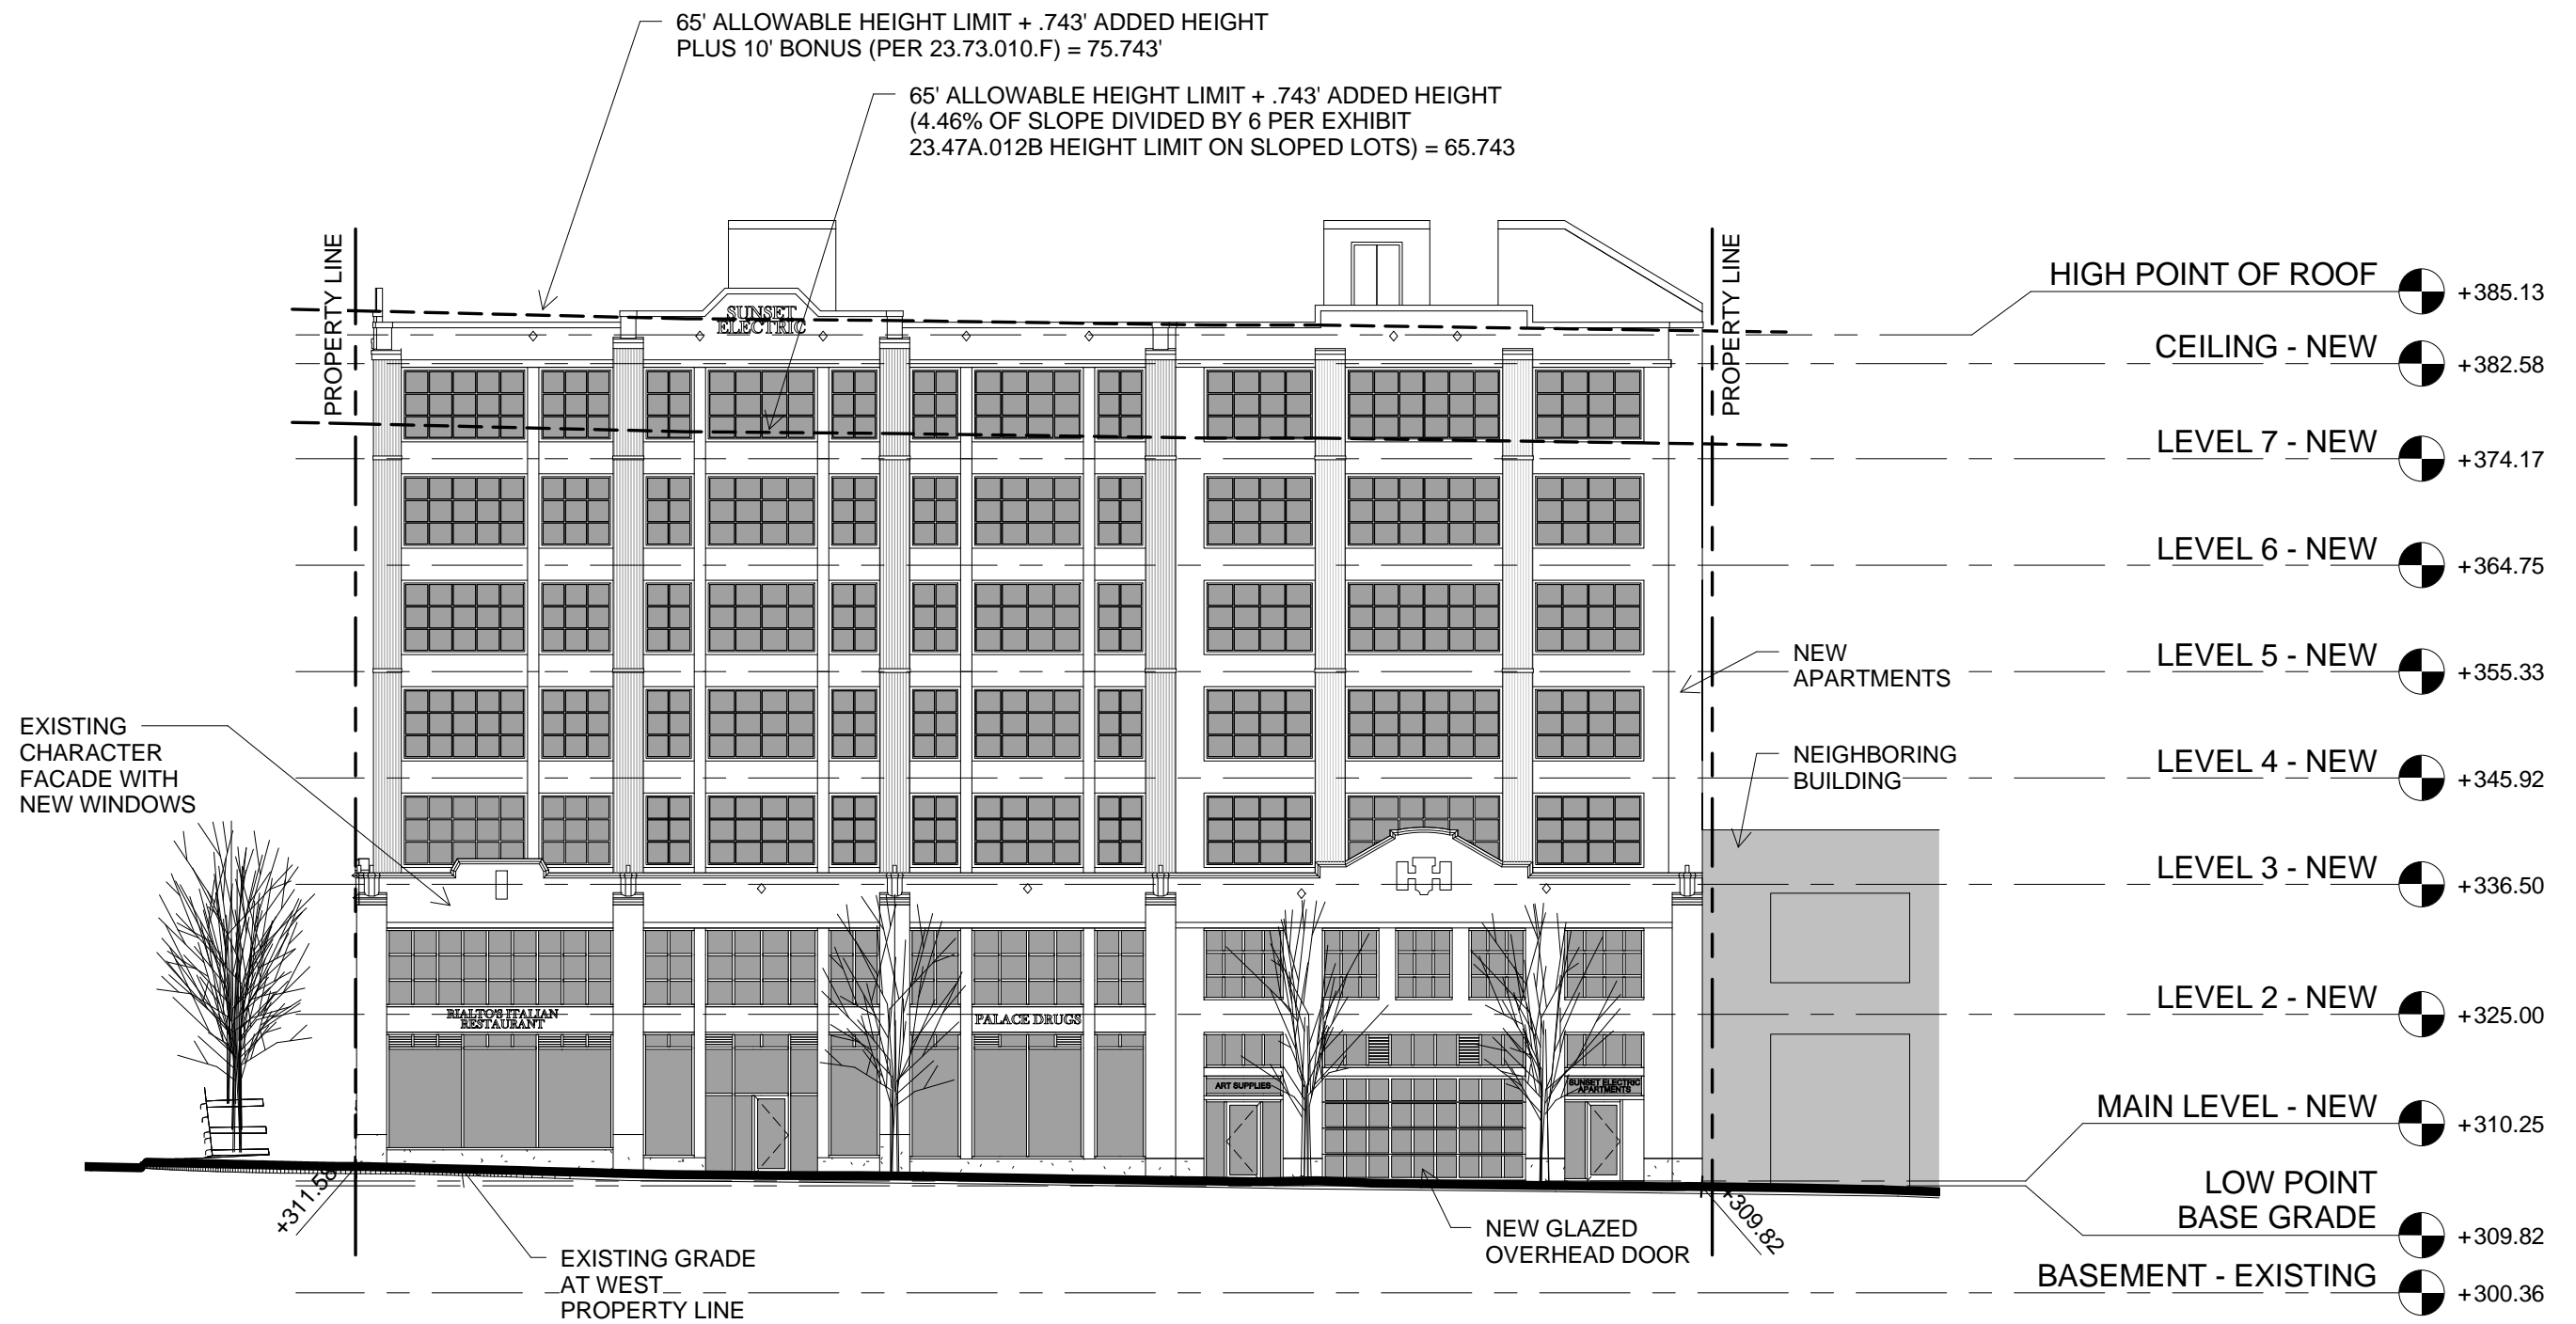 65' ALLOWABLE HEIGHT LIMIT + .743' ADDED HEIGHT
PLUS 10' BONUS (PER 23.73.010.F) = 75.743'
65' ALLOWABLE HEIGHT LIMIT + .743' ADDED HEIGHT
(4.46% OF SLOPE DIVIDED BY 6 PER EXHIBIT
23.47A.012B HEIGHT LIMIT ON SLOPED LOTS) = 65.743
PROPERTY LINE
PROPERTY LINE
SUNSET
ELECTRIC
HIGH POINT OF ROOF
+385.13
CEILING - NEW
+382.58
LEVEL 7 - NEW
+374.17
LEVEL 6 - NEW
+364.75
NEW
APARTMENTS
LEVEL 5 - NEW
+355.33
EXISTING
CHARACTER
FACADE WITH
NEW WINDOWS
NEIGHBORING
BUILDING
LEVEL 4 - NEW
+345.92
LEVEL 3 - NEW
+336.50
RIALTO'S ITALIAN
RESTAURANT
PALACE DRUGS
LEVEL 2 - NEW
+325.00
ART SUPPLIES
SUNSET ELECTRIC
APARTMENTS
MAIN LEVEL - NEW
+310.25
+311.58
+309.82
LOW POINT
BASE GRADE
+309.82
NEW GLAZED
OVERHEAD DOOR
EXISTING GRADE
AT WEST
PROPERTY LINE
BASEMENT - EXISTING
+300.36